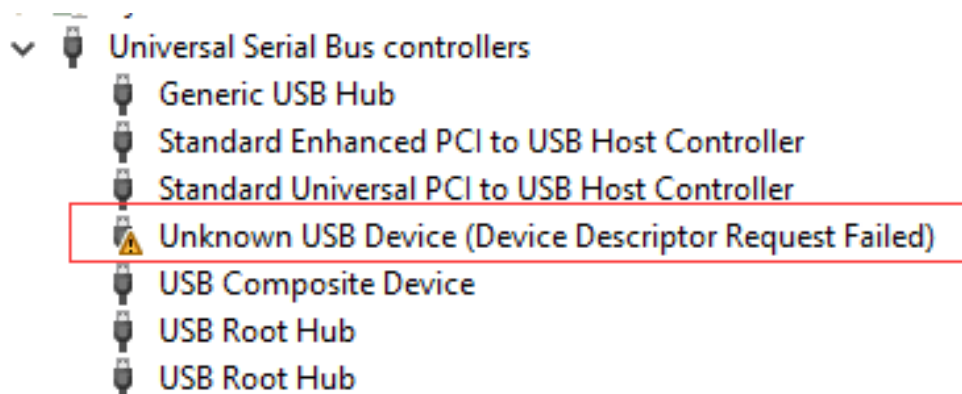 Universal Serial Bus controllers
Generic USB Hub
Standard Enhanced PCI to USB Host Controller
Standard Universal PCI to USB Host Controller
Unknown USB Device (Device Descriptor Request Failed)
USB Composite Device
USB Root Hub
USB Root Hub